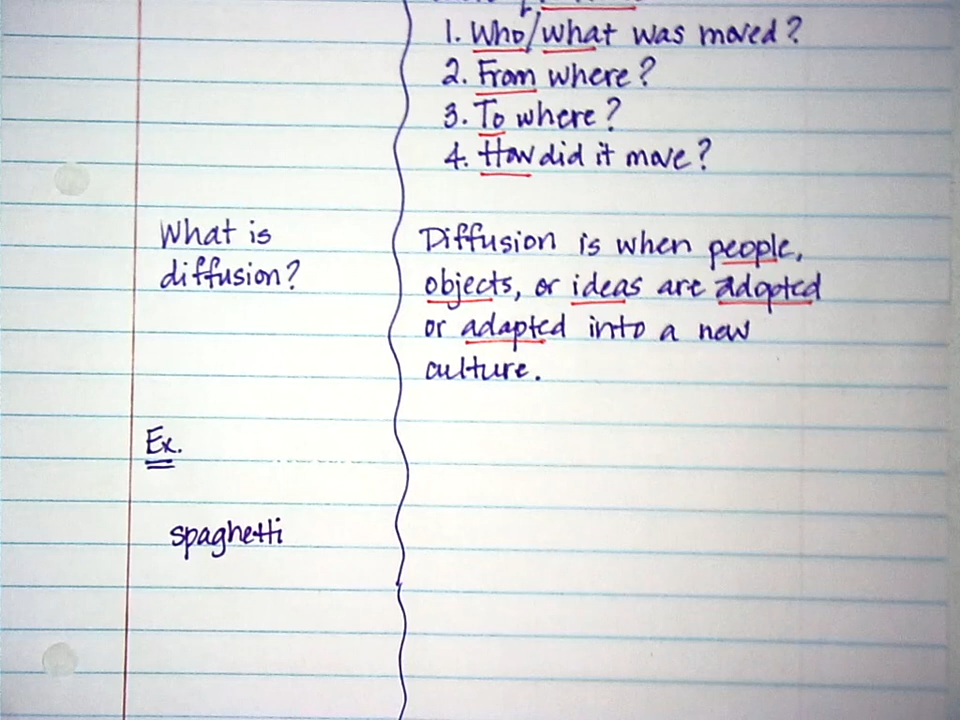 1. Who/what was moved?
2. From where?
3. To where?
4. How did it move?
What is
diffusion?
Diffusion is when people,
objects, or ideas are adopted
or adapted into a new
culture.
Ex.
spaghetti